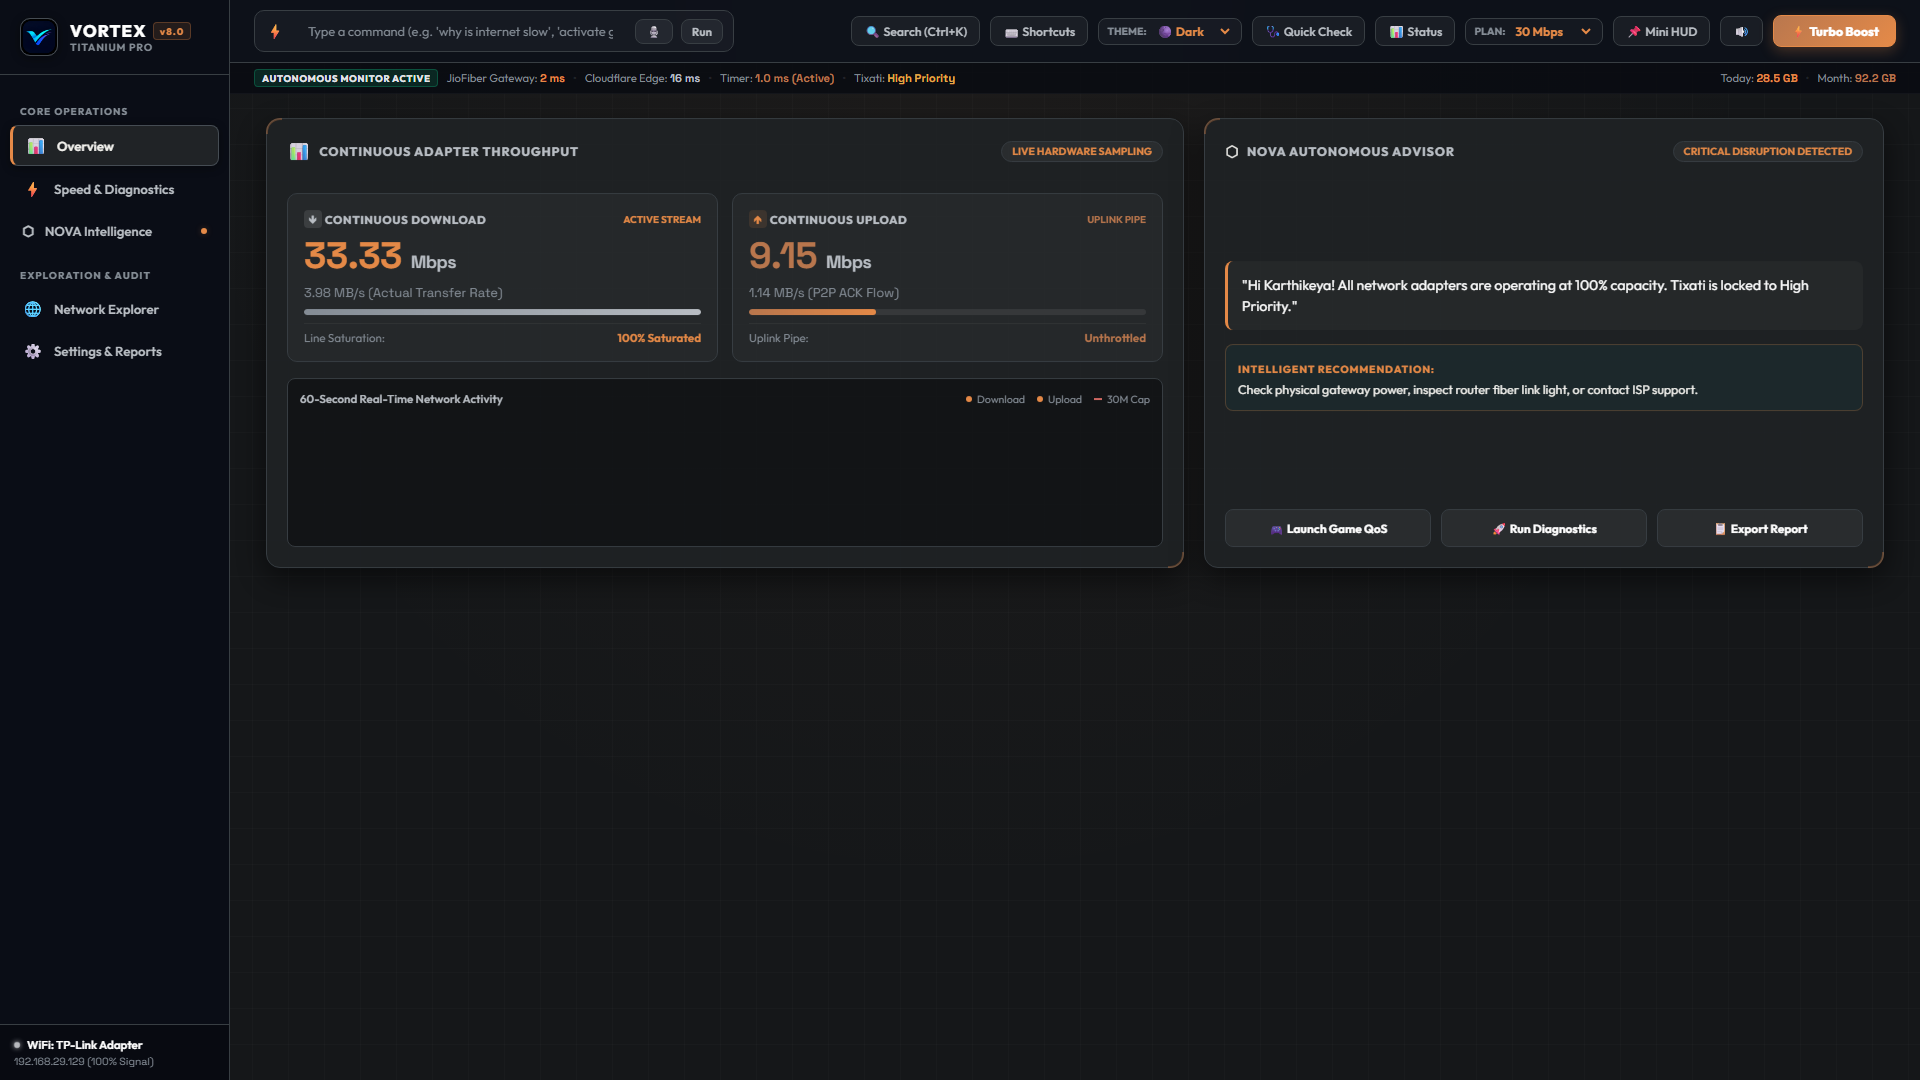 VORTEX v8.0
TITANIUM PRO
Type a command (e.g. 'why is internet slow', 'activate g
Run
Search (Ctrl+K)
Shortcuts
THEME: Dark
Quick Check
Status
PLAN: 30 Mbps
Mini HUD
Turbo Boost
AUTONOMOUS MONITOR ACTIVE JioFiber Gateway: 2 ms · Cloudflare Edge: 16 ms · Timer: 1.0 ms (Active) · Tixati: High Priority
Today: 28.5 GB · Month: 92.2 GB
CORE OPERATIONS
Overview
Speed & Diagnostics
NOVA Intelligence
EXPLORATION & AUDIT
Network Explorer
Settings & Reports
WiFi: TP-Link Adapter
192.168.29.129 (100% Signal)
CONTINUOUS ADAPTER THROUGHPUT
LIVE HARDWARE SAMPLING
CONTINUOUS DOWNLOAD
ACTIVE STREAM
33.33 Mbps
3.98 MB/s (Actual Transfer Rate)
Line Saturation: 100% Saturated
CONTINUOUS UPLOAD
UPLINK PIPE
9.15 Mbps
1.14 MB/s (P2P ACK Flow)
Uplink Pipe: Unthrottled
60-Second Real-Time Network Activity
Download
Upload
30M Cap
NOVA AUTONOMOUS ADVISOR
CRITICAL DISRUPTION DETECTED
"Hi Karthikeya! All network adapters are operating at 100% capacity. Tixati is locked to High
Priority."
INTELLIGENT RECOMMENDATION:
Check physical gateway power, inspect router fiber link light, or contact ISP support.
Launch Game QoS
Run Diagnostics
Export Report